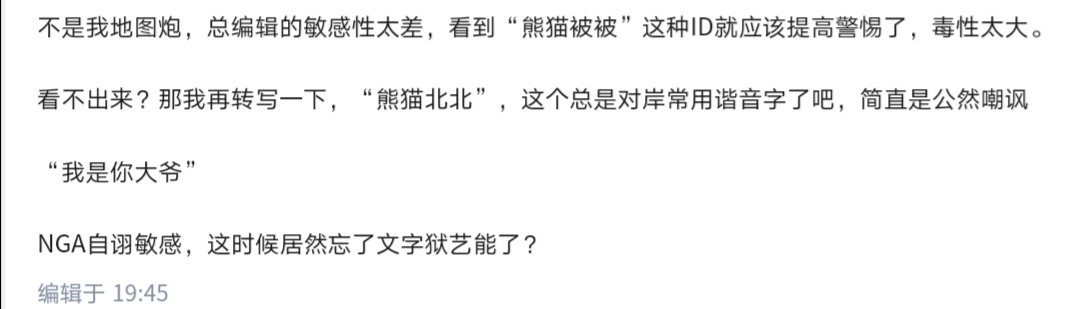 不是我地图炮，总编辑的敏感性太差，看到“熊猫被被”这种ID就应该提高警惕了，毒性太大。
看不出来？那我再转写一下，“熊猫北北”，这个总是对岸常用谐音字了吧，简直是公然嘲讽
“我是你大爷”
NGA自诩敏感，这时候居然忘了文字狱艺能了？
编辑于 19:45